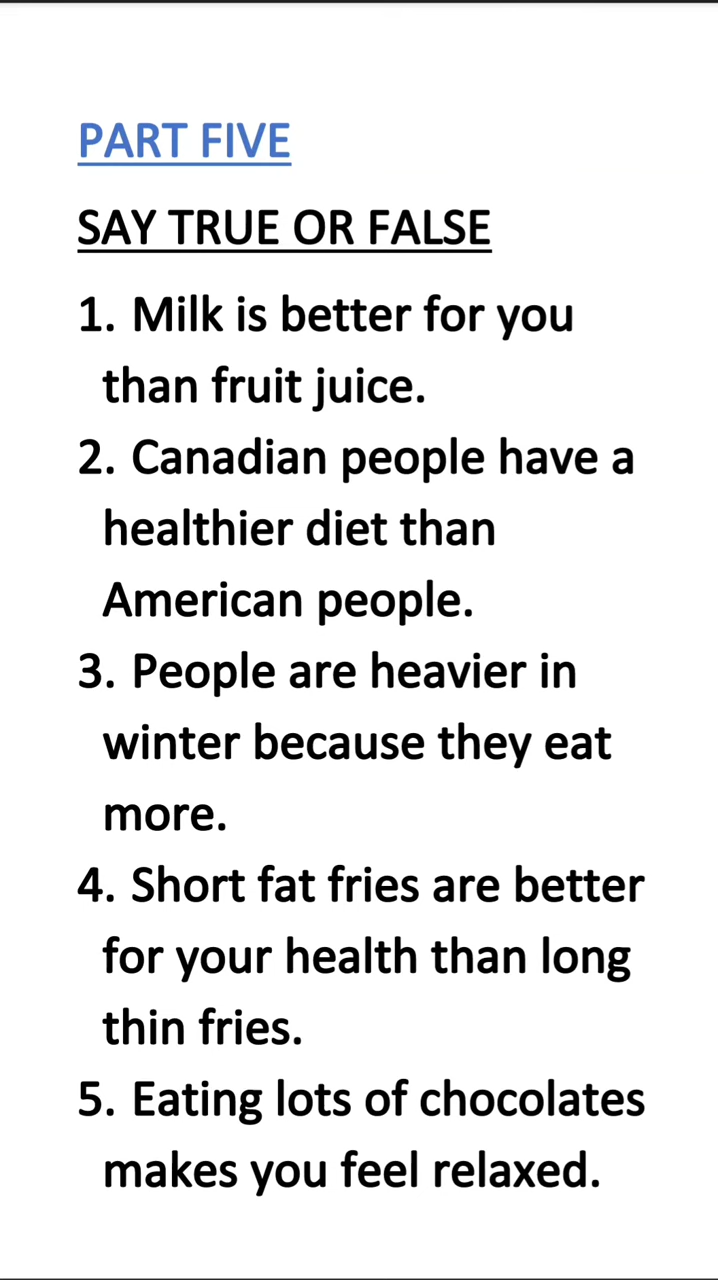 PART FIVE
SAY TRUE OR FALSE
1. Milk is better for you
than fruit juice.
2. Canadian people have a
healthier diet than
American people.
3. People are heavier in
winter because they eat
more.
4. Short fat fries are better
for your health than long
thin fries.
5. Eating lots of chocolates
makes you feel relaxed.